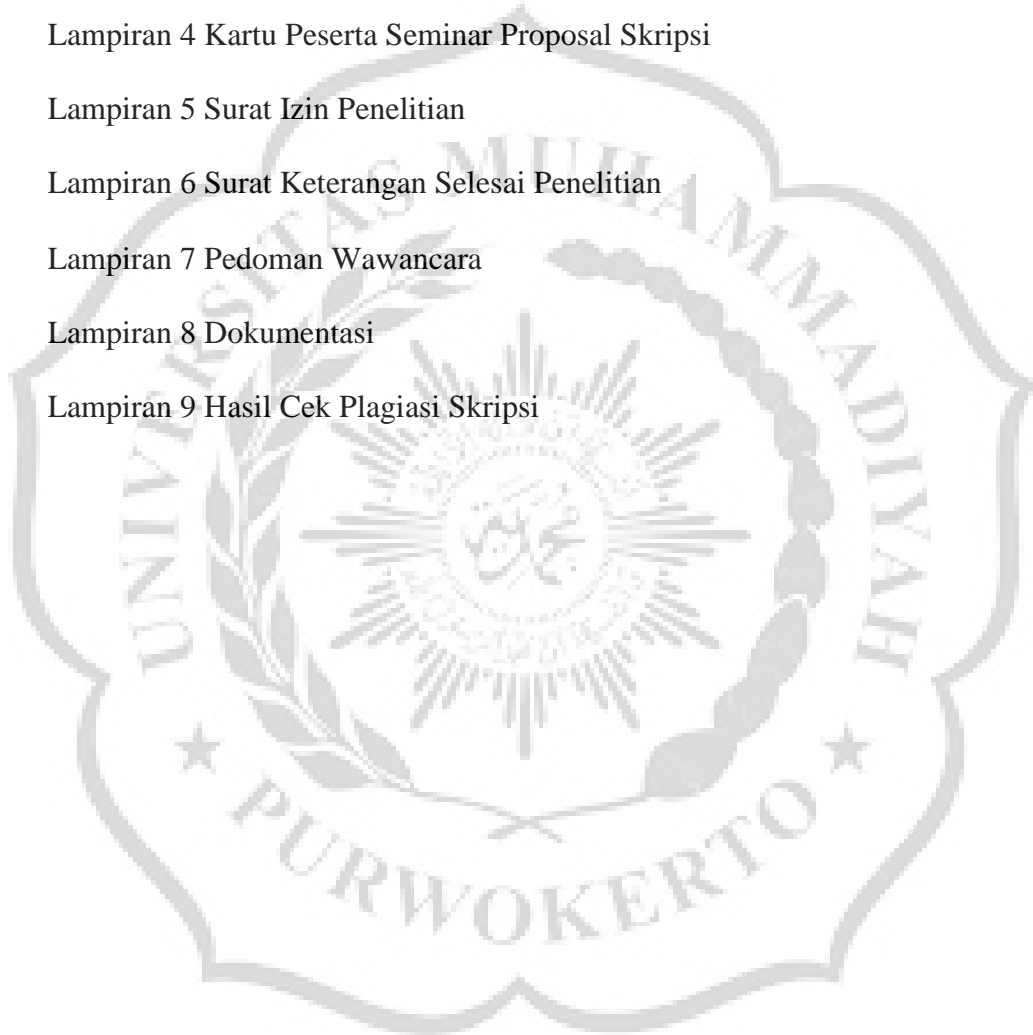 Lampiran 4 Kartu Peserta Seminar Proposal Skripsi
Lampiran 5 Surat Izin Penelitian
Lampiran 6 Surat Keterangan Selesai Penelitian
Lampiran 7 Pedoman Wawancara
Lampiran 8 Dokumentasi
Lampiran 9 Hasil Cek Plagiasi Skripsi
UNIVERSITAS MUHAMMADIYAH
PURWOKERTO